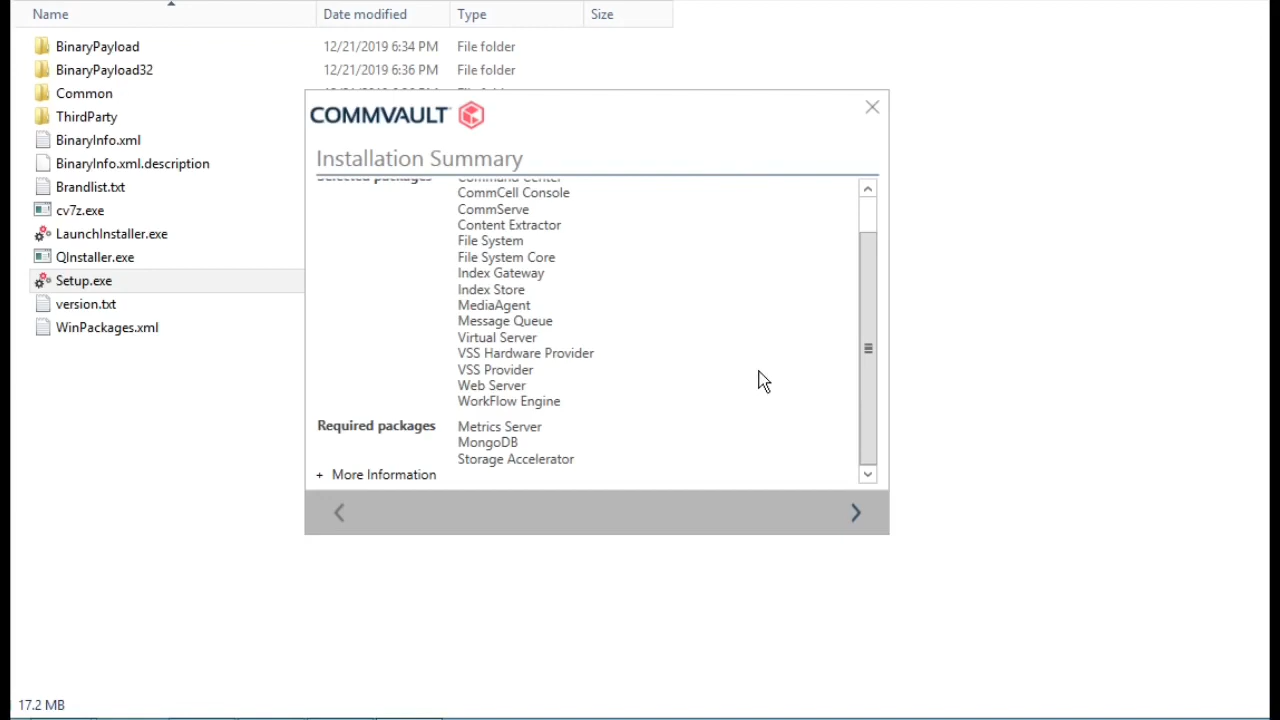 Name
Date modified
Type
Size
BinaryPayload
12/21/2019 6:34 PM
File folder
BinaryPayload32
12/21/2019 6:36 PM
File folder
Common
ThirdParty
BinaryInfo.xml
BinaryInfo.xml.description
Brandlist.txt
cv7z.exe
LaunchInstaller.exe
QInstaller.exe
Setup.exe
version.txt
WinPackages.xml
COMMVAULT
Installation Summary
Selected packages
Command Center
CommCell Console
CommServe
Content Extractor
File System
File System Core
Index Gateway
Index Store
MediaAgent
Message Queue
Virtual Server
VSS Hardware Provider
VSS Provider
Web Server
WorkFlow Engine
Required packages
Metrics Server
MongoDB
Storage Accelerator
+ More Information
17.2 MB